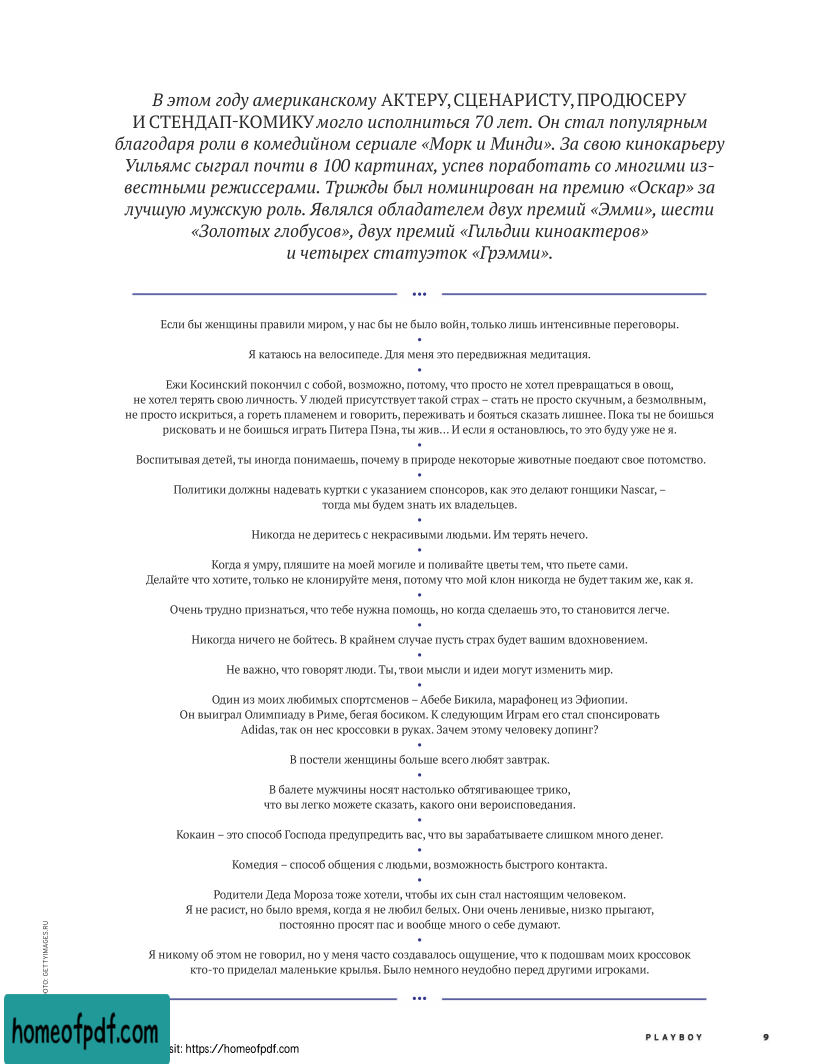 В этом году американскому АКТЕРУ, СЦЕНАРИСТУ, ПРОДЮСЕРУ
И СТЕНДАП-КОМИКУ могло исполниться 70 лет. Он стал популярным
благодаря роли в комедийном сериале «Морк и Минди». За свою кинокарьеру
Уильямс сыграл почти в 100 картинах, успев поработать со многими из-
вестными режиссерами. Трижды был номинирован на премию «Оскар» за
лучшую мужскую роль. Являлся обладателем двух премий «Эмми», шести
«Золотых глобусов», двух премий «Гильдии киноактеров»
и четырех статуэток «Грэмми».
Если бы женщины правили миром, у нас бы не было войн, только лишь интенсивные переговоры.
Я катаюсь на велосипеде. Для меня это передвижная медитация.
Ежи Косинский покончил с собой, возможно, потому, что просто не хотел превращаться в овощ,
не хотел терять свою личность. У людей присутствует такой страх – стать не просто скучным, а безмолвным,
не просто искриться, а гореть пламенем и говорить, переживать и бояться сказать лишнее. Пока ты не боишься
рисковать и не боишься играть Питера Пэна, ты жив... И если я остановлюсь, то это буду уже не я.
Воспитывая детей, ты иногда понимаешь, почему в природе некоторые животные поедают свое потомство.
Политики должны надевать куртки с указанием спонсоров, как это делают гонщики Nascar, –
тогда мы будем знать их владельцев.
Никогда не деритесь с некрасивыми людьми. Им терять нечего.
Когда я умру, пляшите на моей могиле и поливайте цветы тем, что пьете сами.
Делайте что хотите, только не клонируйте меня, потому что мой клон никогда не будет таким же, как я.
Очень трудно признаться, что тебе нужна помощь, но когда сделаешь это, то становится легче.
Никогда ничего не бойтесь. В крайнем случае пусть страх будет вашим вдохновением.
Не важно, что говорят люди. Ты, твои мысли и идеи могут изменить мир.
Один из моих любимых спортсменов – Абебе Бикила, марафонец из Эфиопии.
Он выиграл Олимпиаду в Риме, бегая босиком. К следующим Играм его стал спонсировать
Adidas, так он нес кроссовки в руках. Зачем этому человеку допинг?
В постели женщины больше всего любят завтрак.
В балете мужчины носят настолько обтягивающее трико,
что вы легко можете сказать, какого они вероисповедания.
Кокаин – это способ Господа предупредить вас, что вы зарабатываете слишком много денег.
Комедия – способ общения с людьми, возможность быстрого контакта.
Родители Деда Мороза тоже хотели, чтобы их сын стал настоящим человеком.
Я не расист, но было время, когда я не любил белых. Они очень ленивые, низко прыгают,
постоянно просят пас и вообще много о себе думают.
Я никому об этом не говорил, но у меня часто создавалось ощущение, что к подошвам моих кроссовок
кто-то приделал маленькие крылья. Было немного неудобно перед другими игроками.
ОТО: GETTYIMAGES.RU
homeofpdf.com
sit: https://homeofpdf.com
PLAYBOY 9